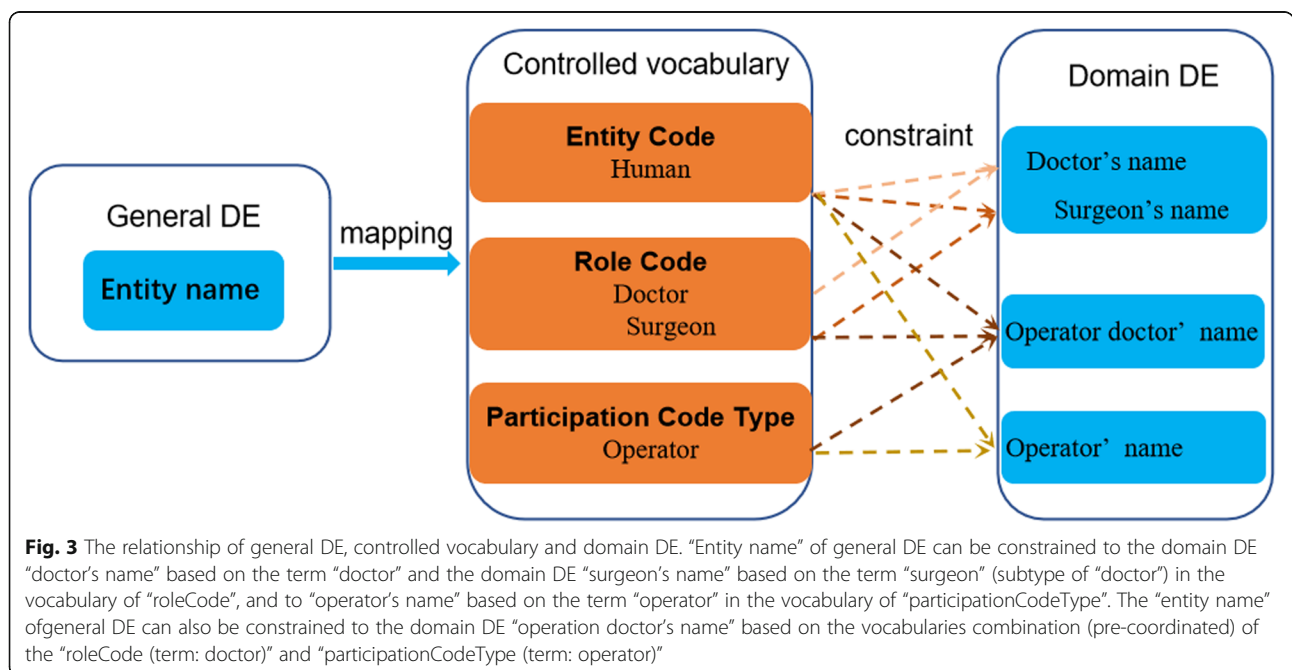 General DE
Entity name
mapping
Controlled vocabulary
Entity Code
Human
Role Code
Doctor
Surgeon
Participation Code Type
Operator
constraint
Domain DE
Doctor's name
Surgeon's name
Operator doctor’ name
Operator’ name
Fig. 3 The relationship of general DE, controlled vocabulary and domain DE. “Entity name” of general DE can be constrained to the domain DE
“doctor’s name” based on the term “doctor” and the domain DE “surgeon’s name” based on the term “surgeon” (subtype of “doctor”) in the
vocabulary of “roleCode”, and to “operator’s name” based on the term “operator” in the vocabulary of “participationCodeType”. The “entity name”
ofgeneral DE can also be constrained to the domain DE “operation doctor’s name” based on the vocabularies combination (pre-coordinated) of
the “roleCode (term: doctor)” and “participationCodeType (term: operator)”